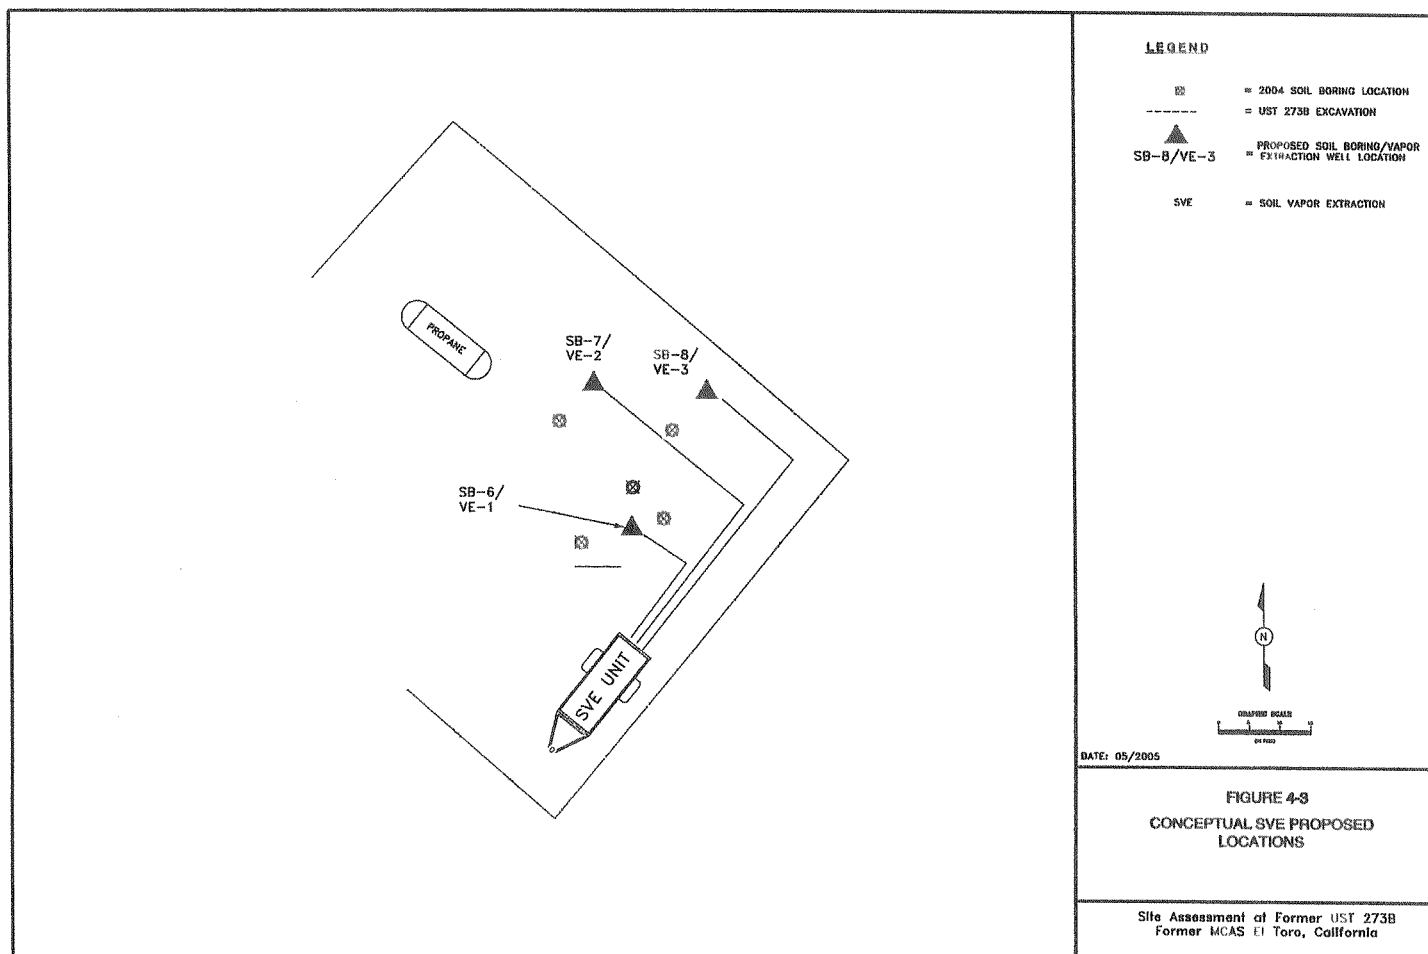 PROPANE
SB-7/
VE-2
SB-8/
VE-3
SB-6/
VE-1
SVE UNIT
LEGEND
= 2004 SOIL BORING LOCATION
= UST 273B EXCAVATION
SB-8/VE-3 = PROPOSED SOIL BORING/VAPOR
EXTRACTION WELL LOCATION
SVE = SOIL VAPOR EXTRACTION
N
GRAPHIC SCALE
DATE: 05/2005
FIGURE 4-3
CONCEPTUAL SVE PROPOSED
LOCATIONS
Site Assessment at Former UST 273B
Former MCAS El Toro, California